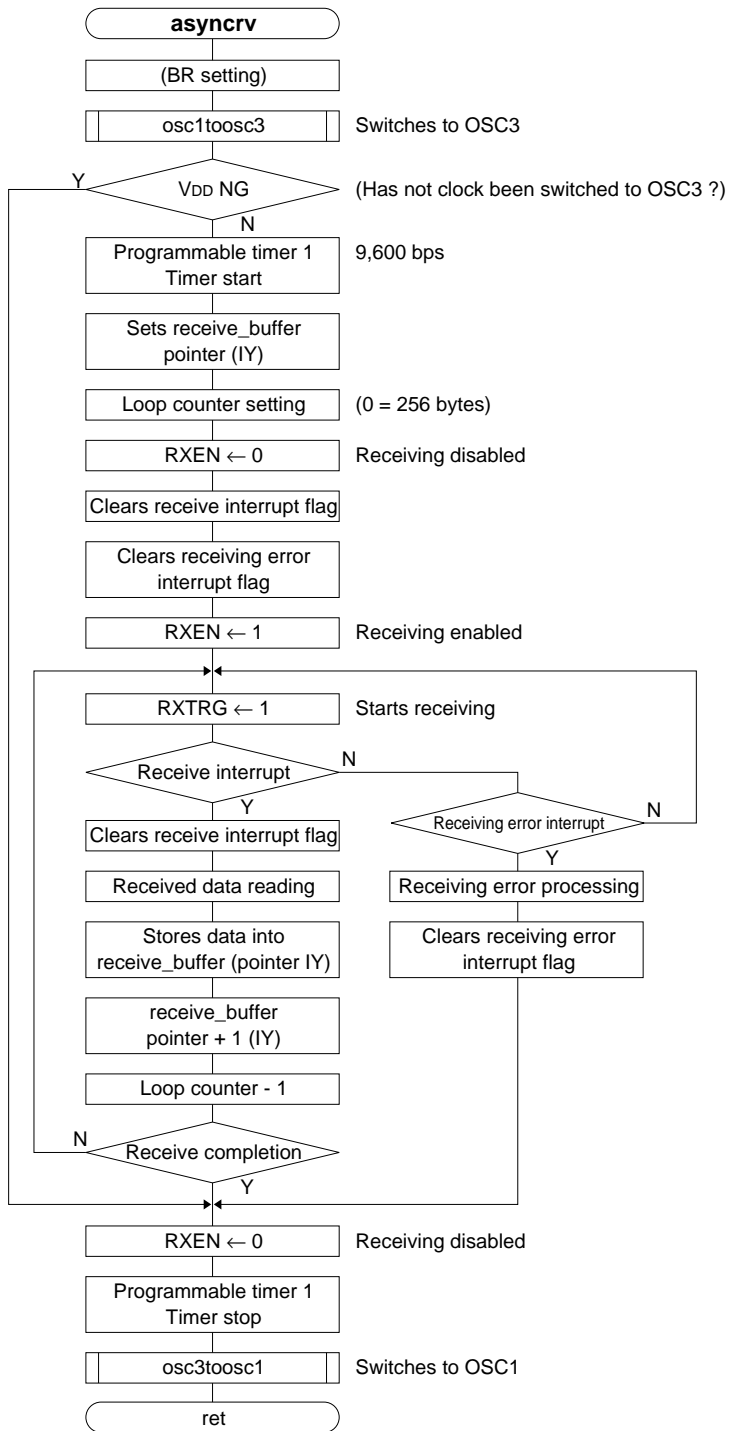 asyncrv
(BR setting)
osc1toosc3 Switches to OSC3
Y VDD NG (Has not clock been switched to OSC3 ?)
N
Programmable timer 1 9,600 bps
Timer start
Sets receive_buffer
pointer (IY)
Loop counter setting (0 = 256 bytes)
RXEN ← 0 Receiving disabled
Clears receive interrupt flag
Clears receiving error
interrupt flag
RXEN ← 1 Receiving enabled
RXTRG ← 1 Starts receiving
Receive interrupt N
Y
Receiving error interrupt N
Y
Clears receive interrupt flag
Received data reading
Receiving error processing
Stores data into
receive_buffer (pointer IY)
Clears receiving error
interrupt flag
receive_buffer
pointer + 1 (IY)
Loop counter - 1
N Receive completion
Y
RXEN ← 0 Receiving disabled
Programmable timer 1
Timer stop
osc3toosc1 Switches to OSC1
ret